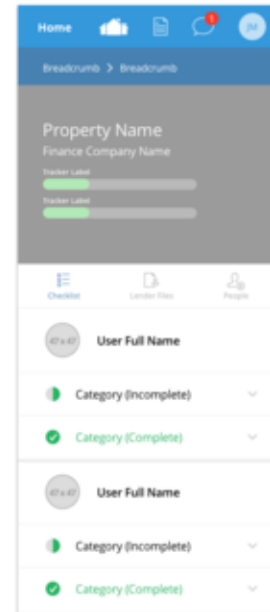 Home
1
JM
Breadcrumb > Breadcrumb
Property Name
Finance Company Name
Tracker Label
Tracker Label
Checklist Lender Files People
47 x 47 User Full Name
Category (Incomplete)
Category (Complete)
47 x 47 User Full Name
Category (Incomplete)
Category (Complete)